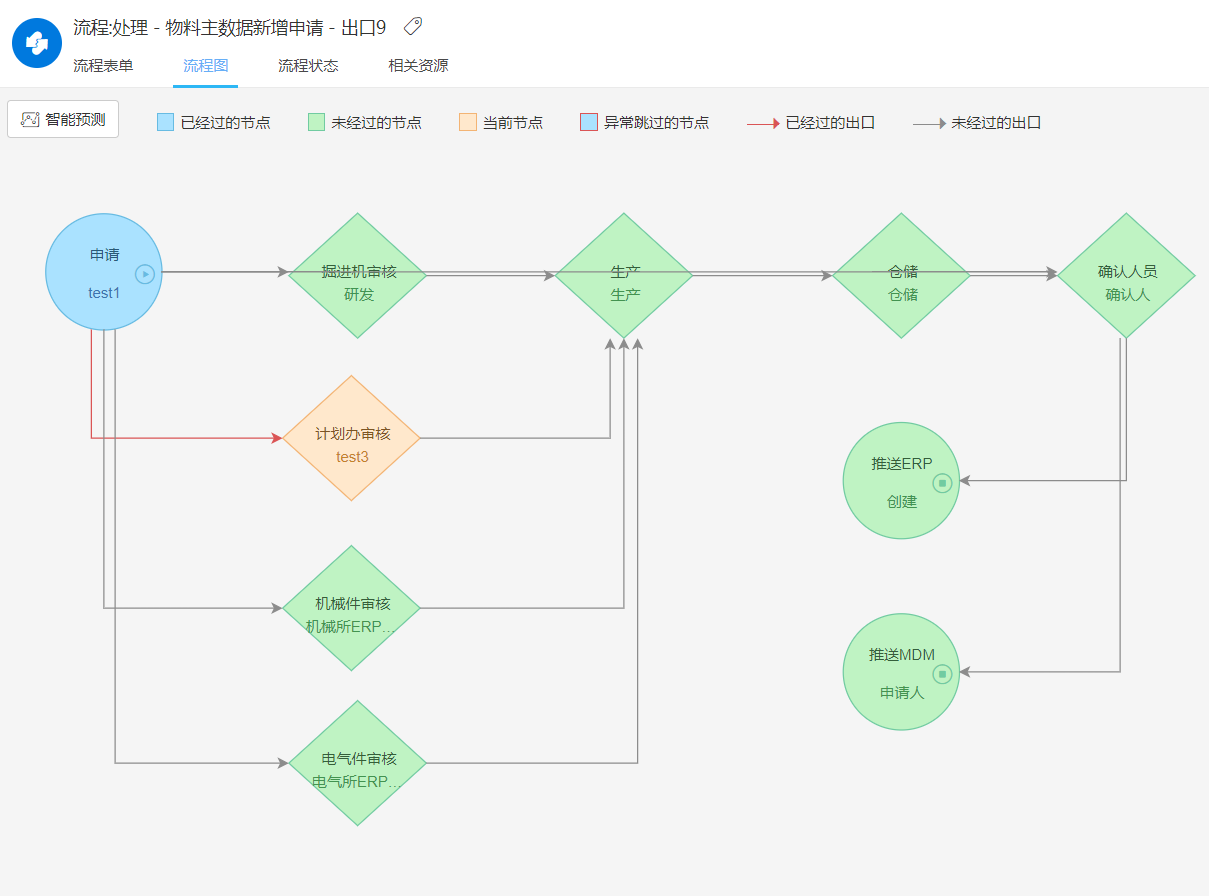 流程:处理 - 物料主数据新增申请 - 出口9
流程表单 流程图 流程状态 相关资源
智能预测 已经过的节点 未经过的节点 当前节点 异常跳过的节点 已经过的出口 未经过的出口
申请
test1
掘进机审核
研发
生产
生产
仓储
仓储
确认人员
确认人
计划办审核
test3
推送ERP
创建
机械件审核
机械所ERP...
推送MDM
申请人
电气件审核
电气所ERP...